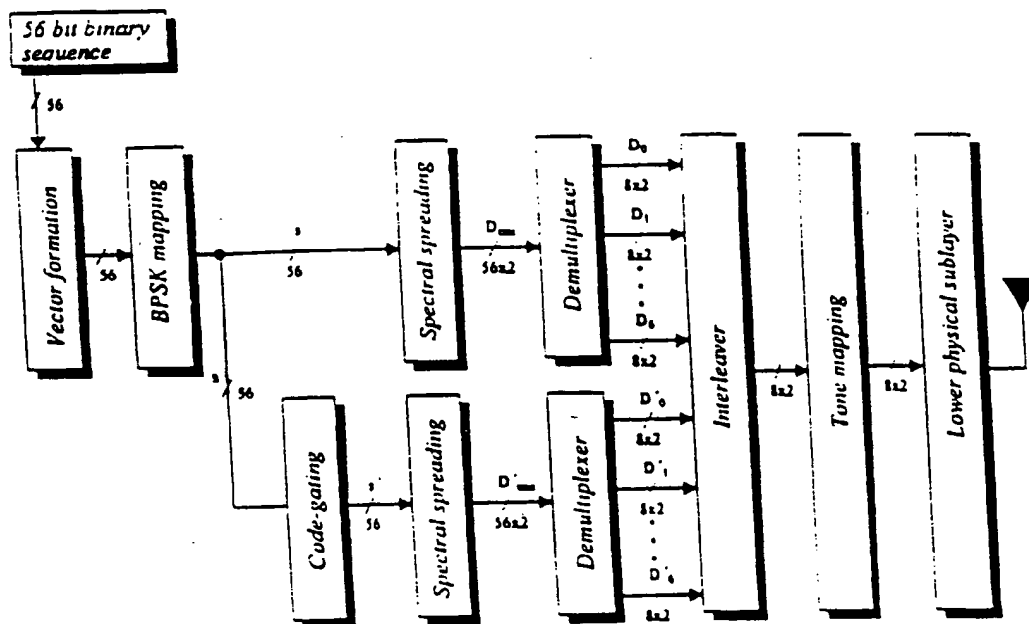 56 bit binary
sequence
56
Vector formation
56
BPSK mapping
s
56
Spectral spreading
56x2
Demultiplexer
D₀
8x2
D₁
8x2
D₆
8x2
s
56
Code-gating
s'
56
Spectral spreading
56x2
Demultiplexer
D'₀
8x2
D'₁
8x2
D'₆
8x2
Interleaver
8x2
Tone mapping
8x2
Lower physical sublayer